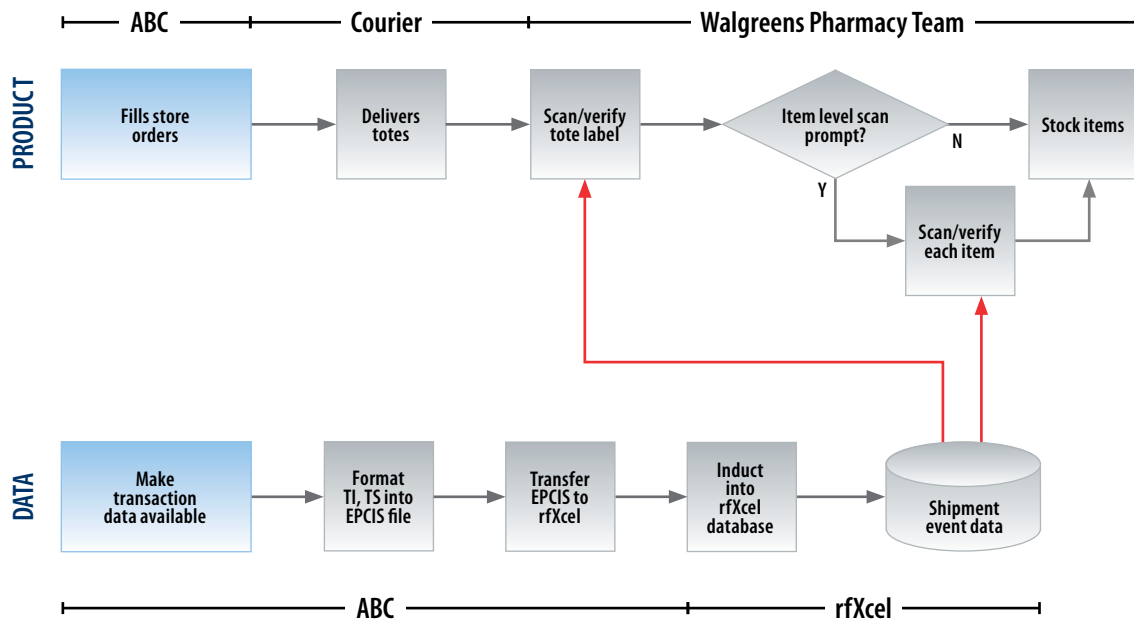 ABC
Courier
Walgreens Pharmacy Team
PRODUCT
Fills store
orders
Delivers
totes
Scan/verify
tote label
Item level scan
prompt?
N
Stock items
Y
Scan/verify
each item
DATA
Make
transaction
data available
Format
TI, TS into
EPCIS file
Transfer
EPCIS to
rfXcel
Induct
into
rfXcel
database
Shipment
event data
ABC
rfXcel